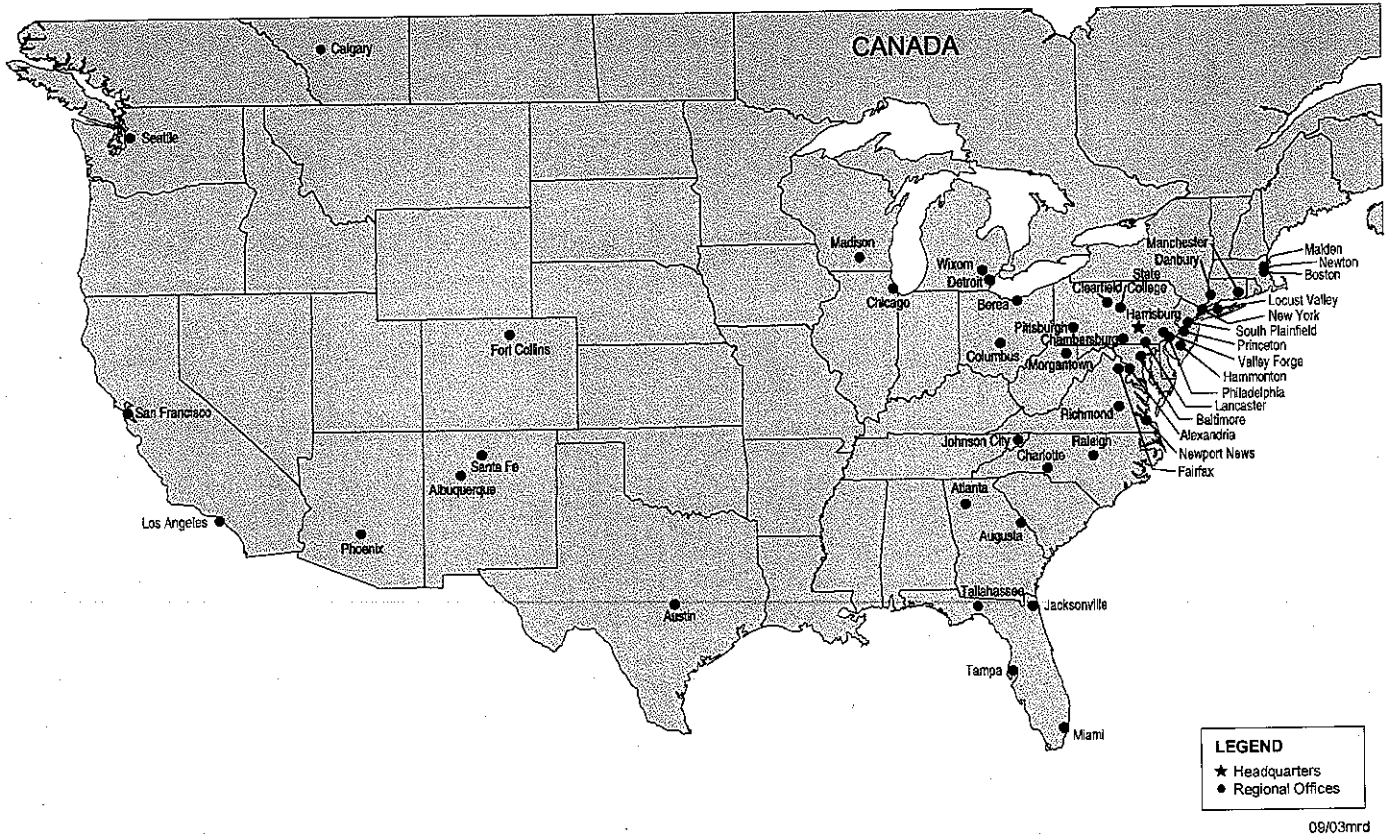 CANADA
Calgary
Seattle
Madison
Wixom
Detroit
Chicago
Berea
State
Clearfield College
Manchester
Danbury
Malden
Newton
Boston
Locust Valley
New York
South Plainfield
Princeton
Valley Forge
Hammonton
Philadelphia
Lancaster
Baltimore
Alexandria
Newport News
Fairfax
Harrisburg
Pittsburgh
Chambersburg
Columbus
Morgantown
Richmond
Fort Collins
San Francisco
Johnson City
Raleigh
Charlotte
Santa Fe
Albuquerque
Atlanta
Augusta
Los Angeles
Phoenix
Austin
Tallahassee
Jacksonville
Tampa
Miami
LEGEND
★ Headquarters
● Regional Offices
09/03mrd